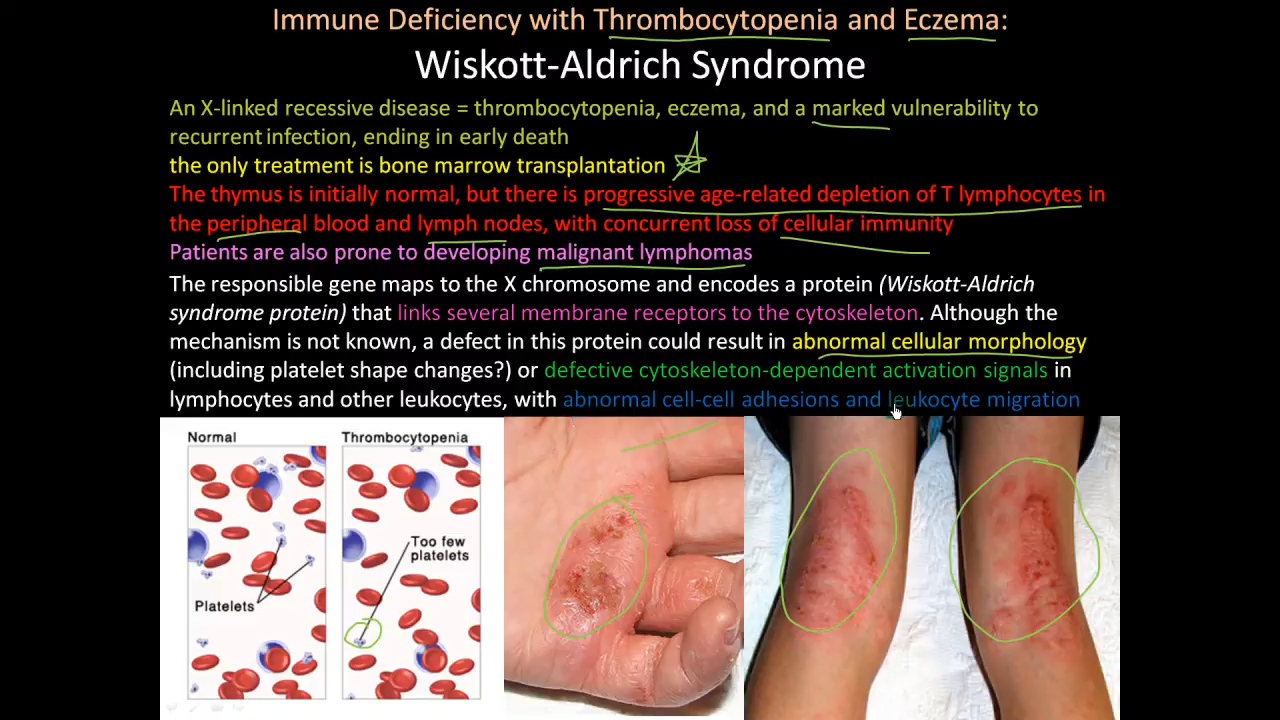 Immune Deficiency with Thrombocytopenia and Eczema:
Wiskott-Aldrich Syndrome
An X-linked recessive disease = thrombocytopenia, eczema, and a marked vulnerability to
recurrent infection, ending in early death
the only treatment is bone marrow transplantation
The thymus is initially normal, but there is progressive age-related depletion of T lymphocytes in
the peripheral blood and lymph nodes, with concurrent loss of cellular immunity
Patients are also prone to developing malignant lymphomas
The responsible gene maps to the X chromosome and encodes a protein (Wiskott-Aldrich
syndrome protein) that links several membrane receptors to the cytoskeleton. Although the
mechanism is not known, a defect in this protein could result in abnormal cellular morphology
(including platelet shape changes?) or defective cytoskeleton-dependent activation signals in
lymphocytes and other leukocytes, with abnormal cell-cell adhesions and leukocyte migration
Normal
Thrombocytopenia
Too few
platelets
Platelets